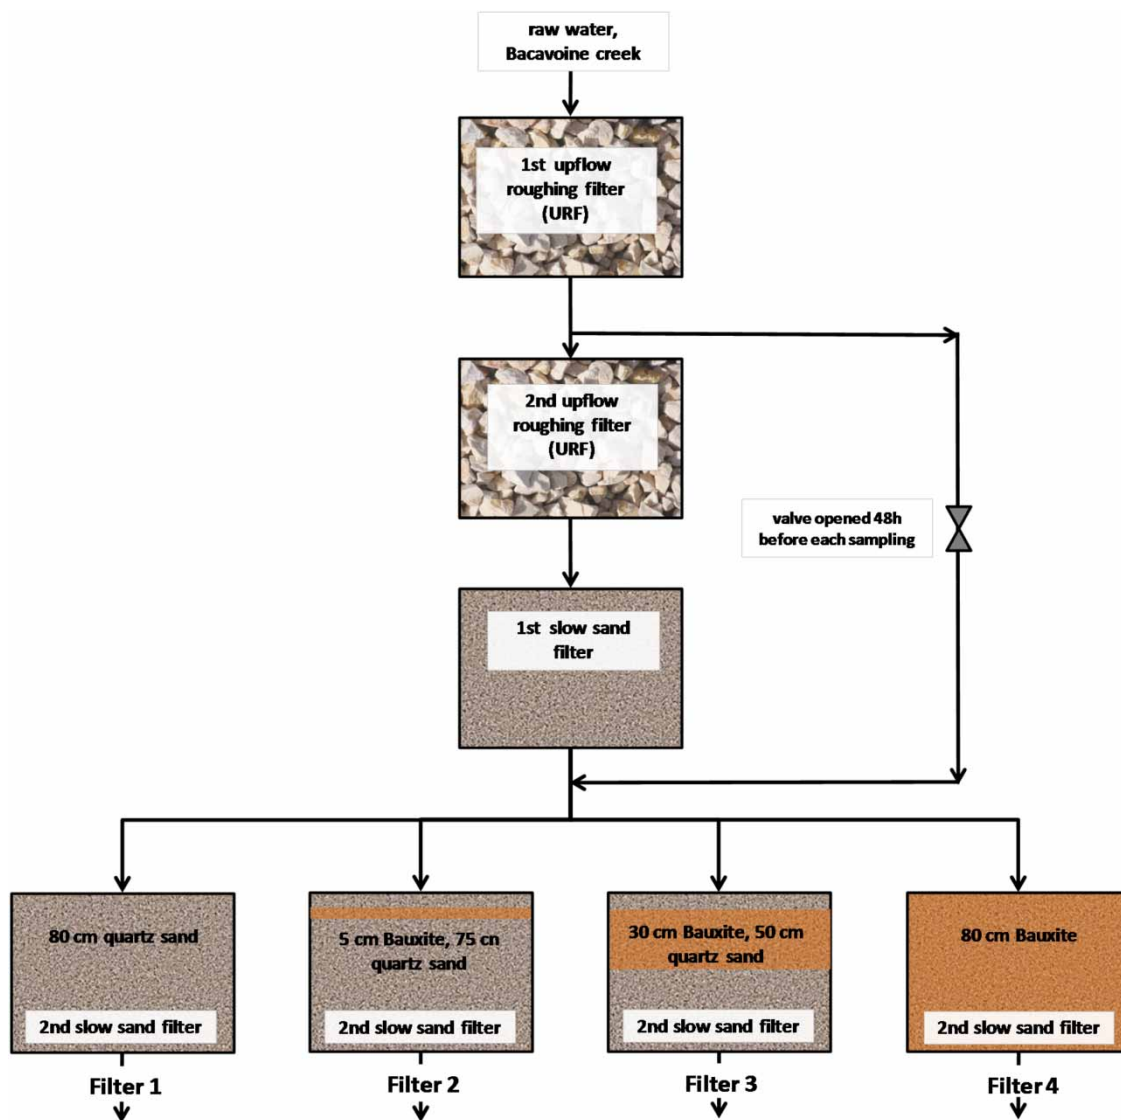 raw water,
Bacavoine creek
1st upflow
roughing filter
(URF)
2nd upflow
roughing filter
(URF)
valve opened 48h
before each sampling
1st slow sand
filter
80 cm quartz sand
5 cm Bauxite, 75 cn
quartz sand
30 cm Bauxite, 50 cm
quartz sand
80 cm Bauxite
2nd slow sand filter
2nd slow sand filter
2nd slow sand filter
2nd slow sand filter
Filter 1
Filter 2
Filter 3
Filter 4